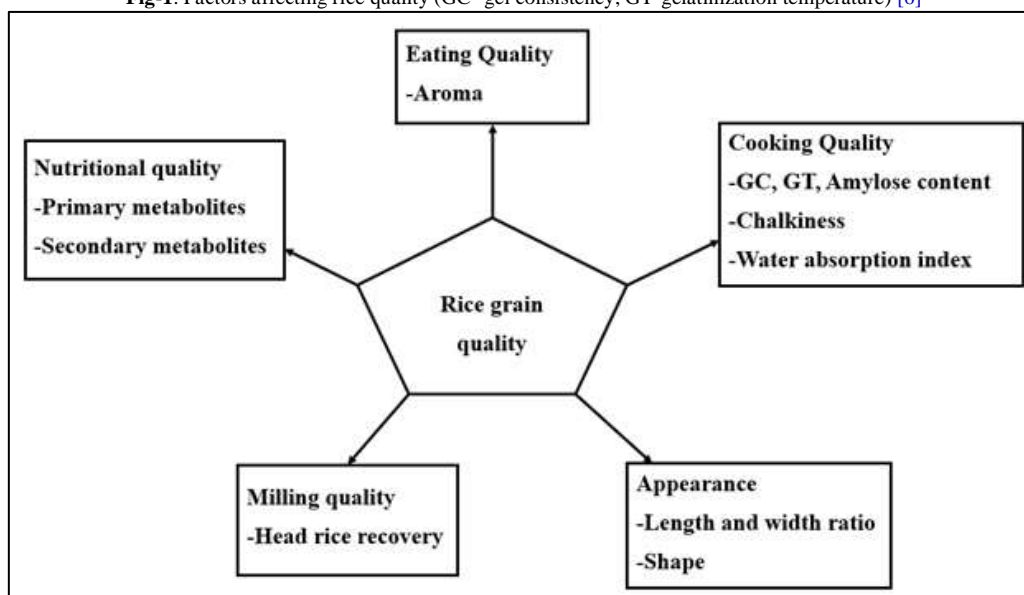 Fig-1: Factors affecting rice quality (GC- gel consistency, GT-gelatinization temperature) [6]
Eating Quality
-Aroma
Nutritional quality
-Primary metabolites
-Secondary metabolites
Cooking Quality
-GC, GT, Amylose content
-Chalkiness
-Water absorption index
Rice grain
quality
Milling quality
-Head rice recovery
Appearance
-Length and width ratio
-Shape